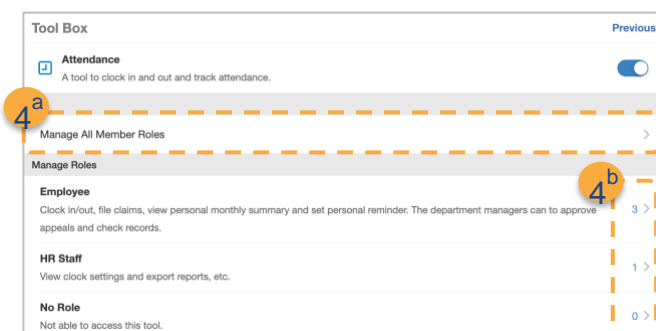 Tool Box
Previous
Attendance
A tool to clock in and out and track attendance.
4a
Manage All Member Roles
Manage Roles
4b
Employee
Clock in/out, file claims, view personal monthly summary and set personal reminder. The department managers can to approve
appeals and check records.
3
HR Staff
View clock settings and export reports, etc.
1
No Role
Not able to access this tool.
0